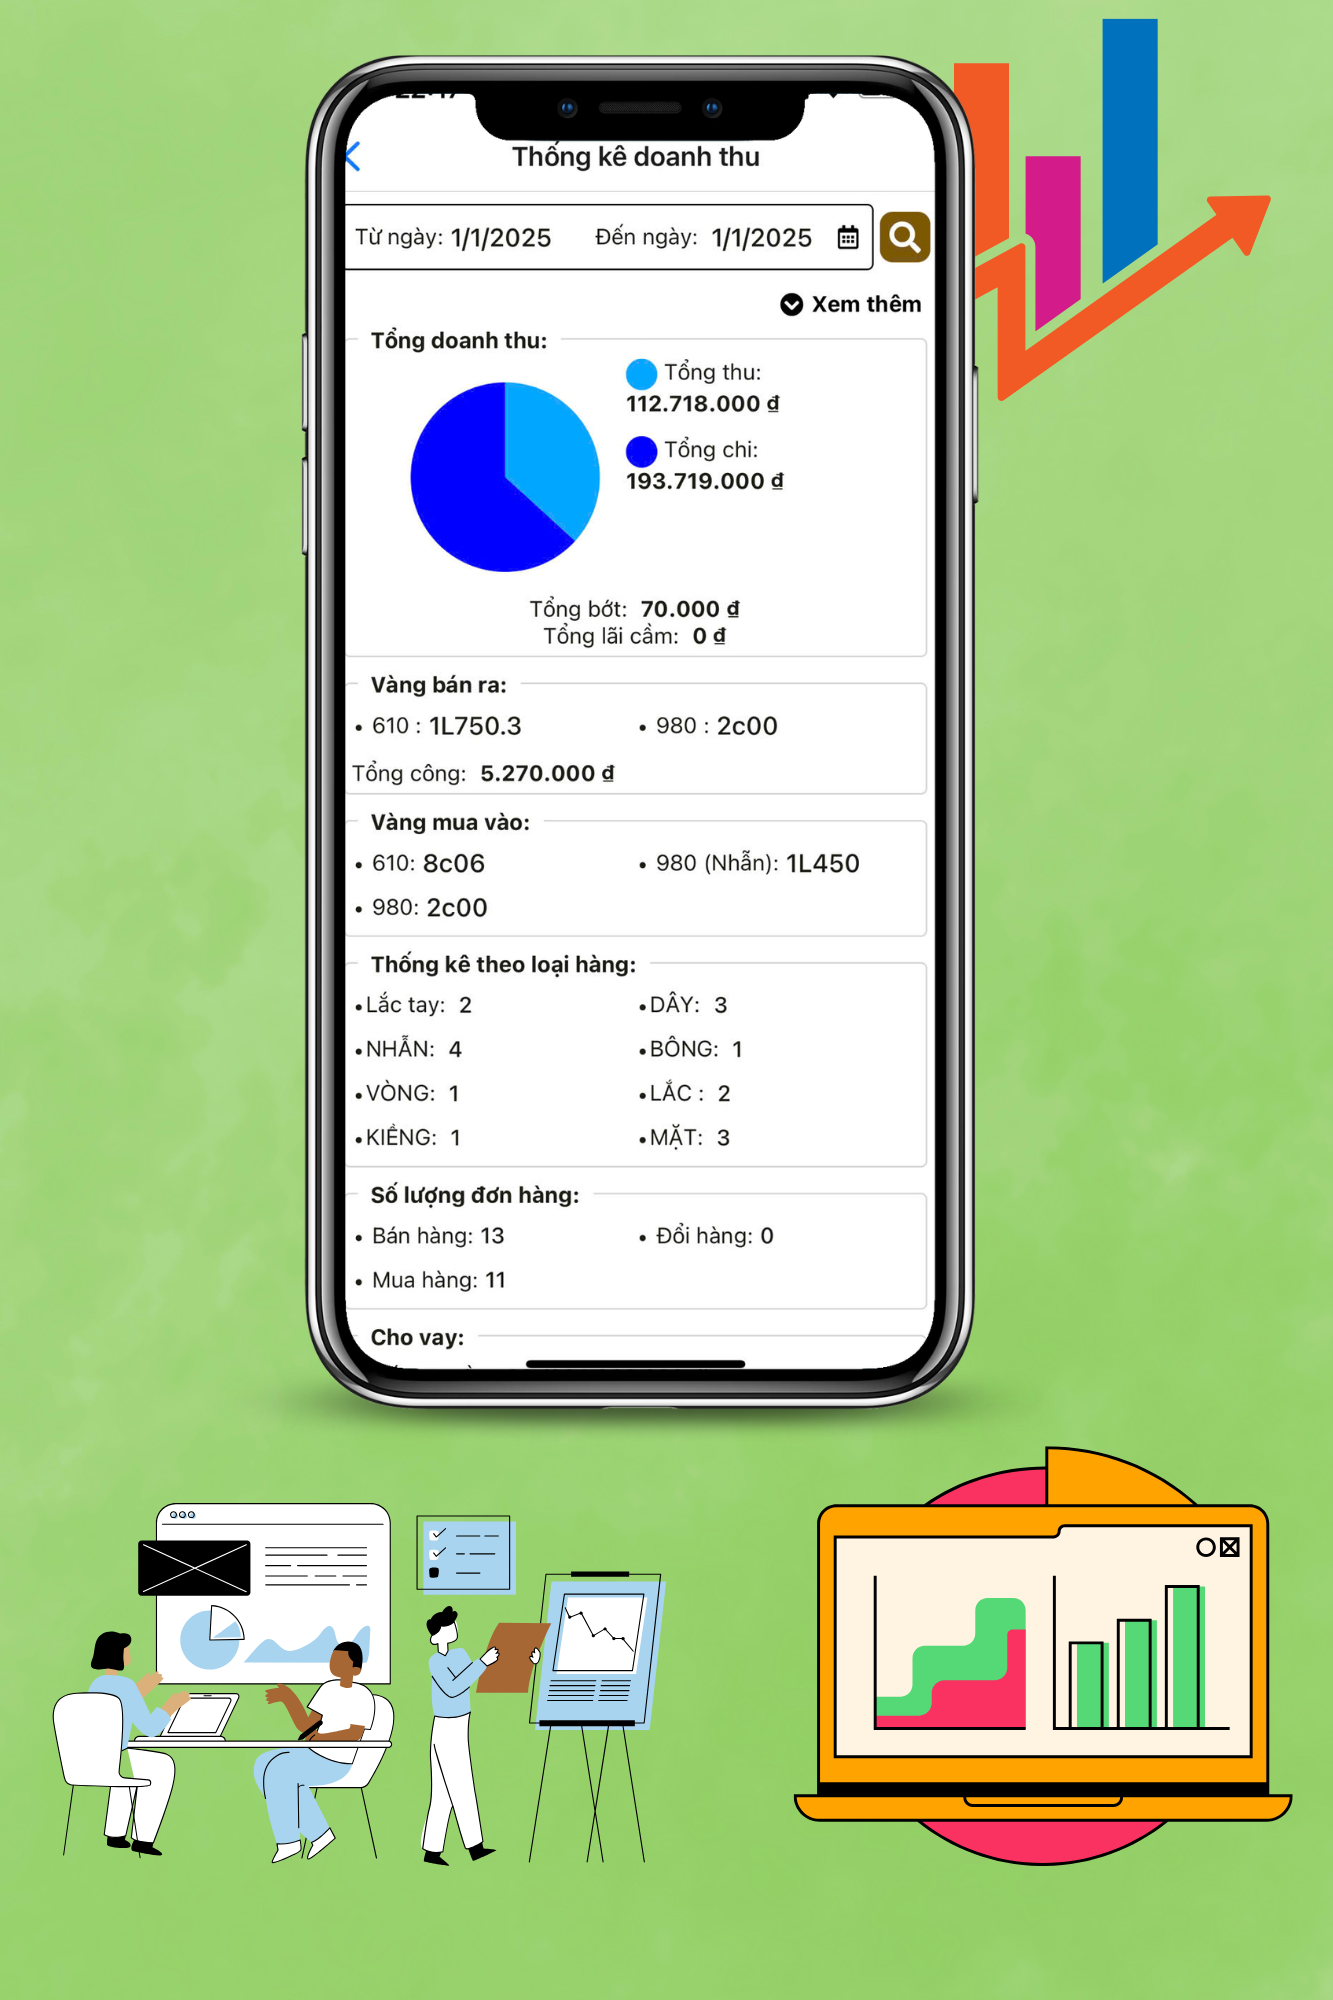 Thống kê doanh thu
Từ ngày: 1/1/2025 Đến ngày: 1/1/2025
Xem thêm
Tổng doanh thu:
Tổng thu:
112.718.000 ₫
Tổng chi:
193.719.000 ₫
Tổng bớt: 70.000 ₫
Tổng lãi cầm: 0 ₫
Vàng bán ra:
• 610 : 1L750.3 • 980 : 2c00
Tổng công: 5.270.000 ₫
Vàng mua vào:
• 610: 8c06 • 980 (Nhẫn): 1L450
• 980: 2c00
Thống kê theo loại hàng:
•Lắc tay: 2 •DÂY: 3
•NHẪN: 4 •BÔNG: 1
•VÒNG: 1 •LẮC : 2
•KIỀNG: 1 •MẶT: 3
Số lượng đơn hàng:
• Bán hàng: 13 • Đổi hàng: 0
• Mua hàng: 11
Cho vay: